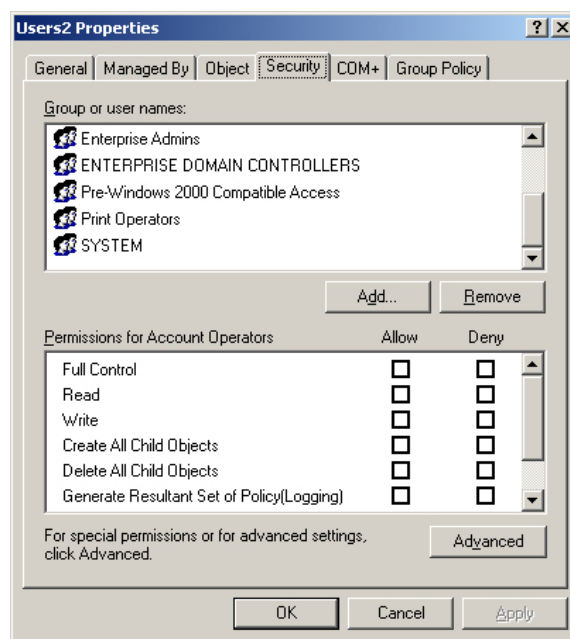 Users2 Properties
General Managed By Object Security COM+ Group Policy
Group or user names:
Enterprise Admins
ENTERPRISE DOMAIN CONTROLLERS
Pre-Windows 2000 Compatible Access
Print Operators
SYSTEM
Add... Remove
Permissions for Account Operators Allow Deny
Full Control
Read
Write
Create All Child Objects
Delete All Child Objects
Generate Resultant Set of Policy(Logging)
For special permissions or for advanced settings,
click Advanced.
Advanced
OK Cancel Apply